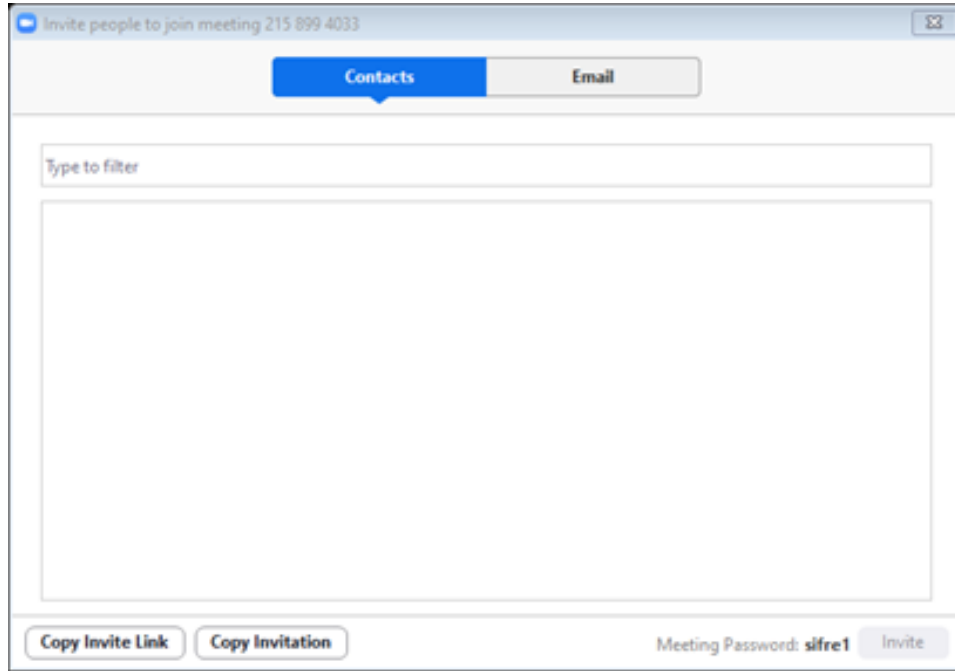 Invite people to join meeting 215 899 4033
Contacts Email
Type to filter
Copy Invite Link Copy Invitation Meeting Password: sifre1 Invite